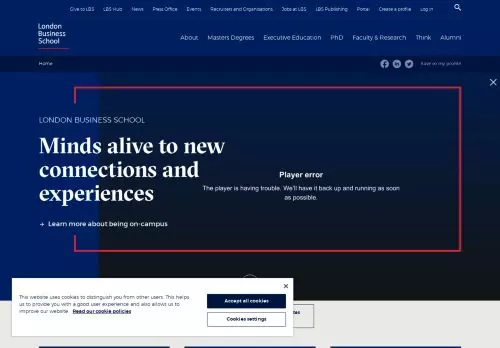 Give to LBS LBS Hub News Press Office Events Recruiters and Organisations Jobs at LBS LBS Publishing Portal Create a profile Log in
London
Business
School
About Masters Degrees Executive Education PhD Faculty & Research Think Alumni
Home
Save to my profile
LONDON BUSINESS SCHOOL
Minds alive to new
connections and
experiences
Player error
The player is having trouble. We'll have it back up and running as soon
as possible.
Learn more about being on-campus
This website uses cookies to distinguish you from other users. This helps
us to provide you with a good user experience and also allows us to
improve our website. Read our cookie policies
Accept all cookies
Cookies settings